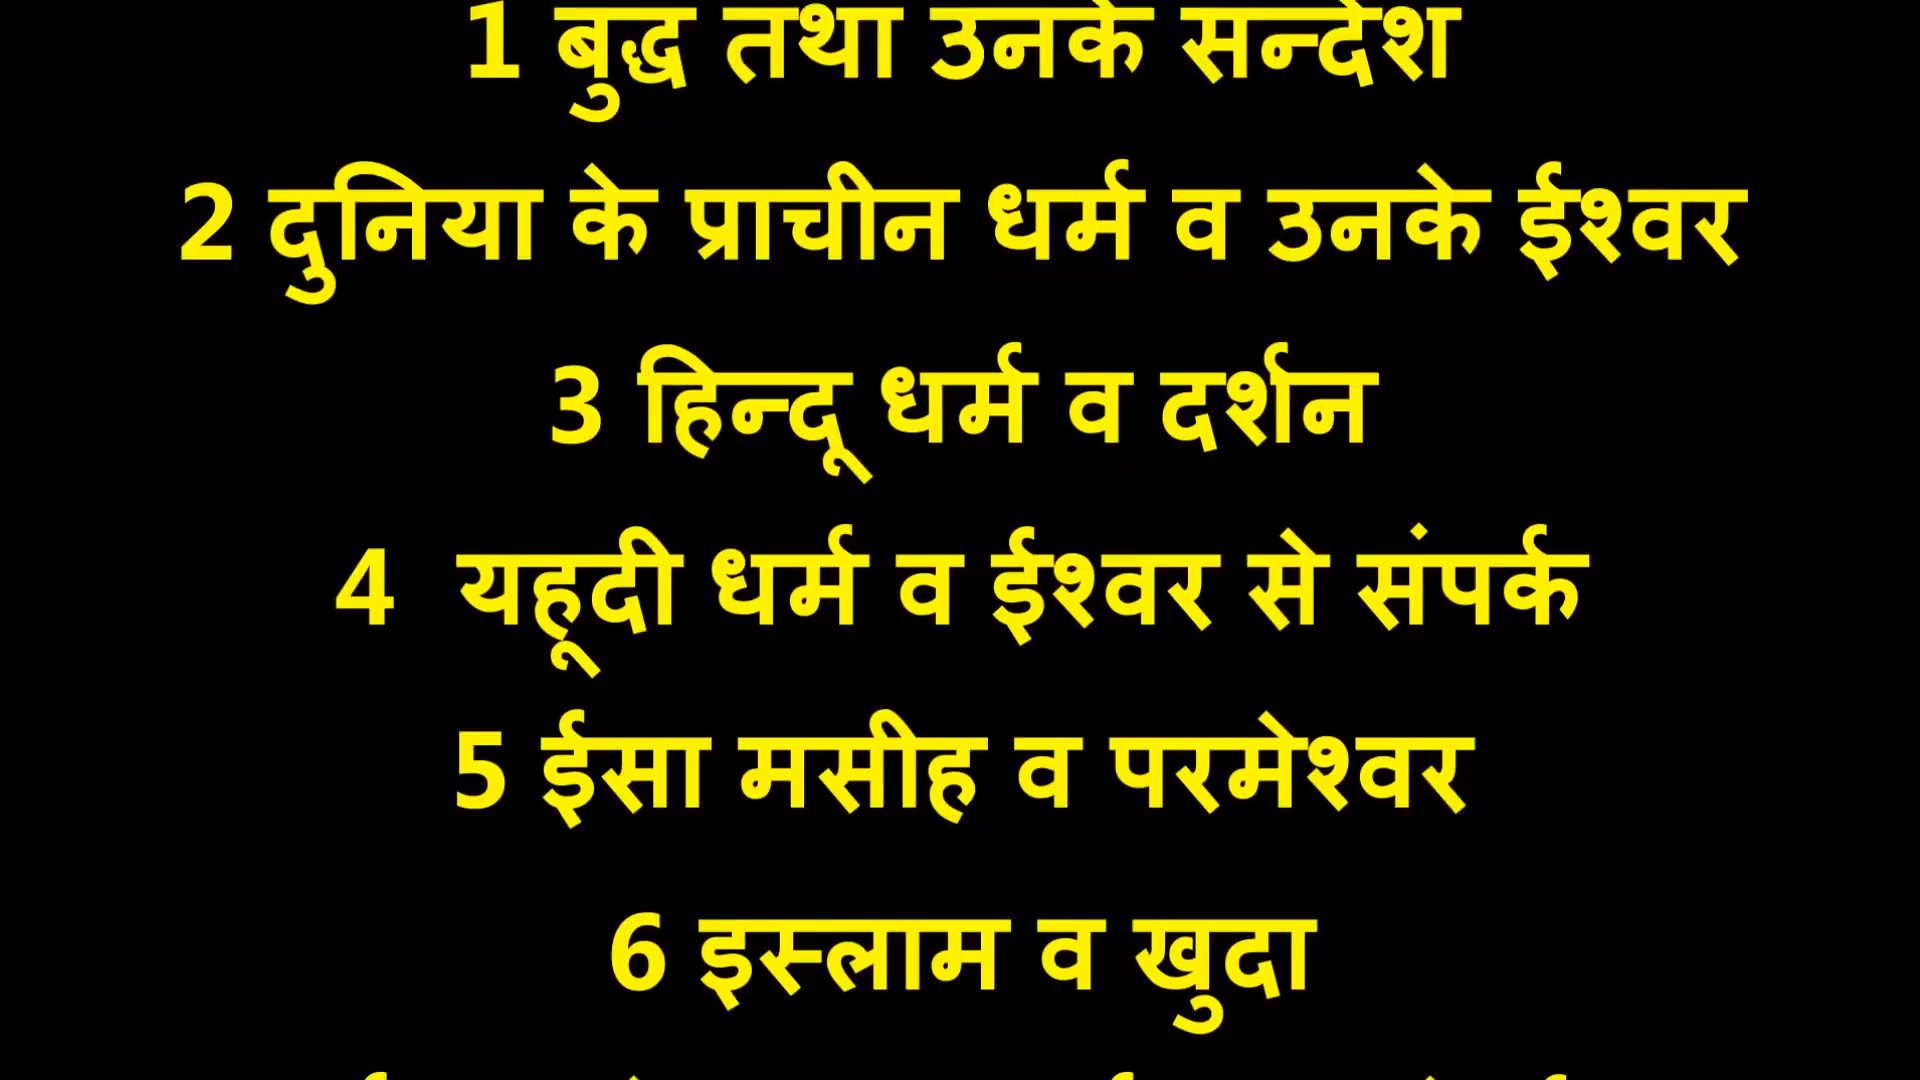 1 बुद्ध तथा उनके सन्देश
2 दुनिया के प्राचीन धर्म व उनके ईश्वर
3 हिन्दू धर्म व दर्शन
4 यहूदी धर्म व ईश्वर से संपर्क
5 ईसा मसीह व परमेश्वर
6 इस्लाम व खुदा